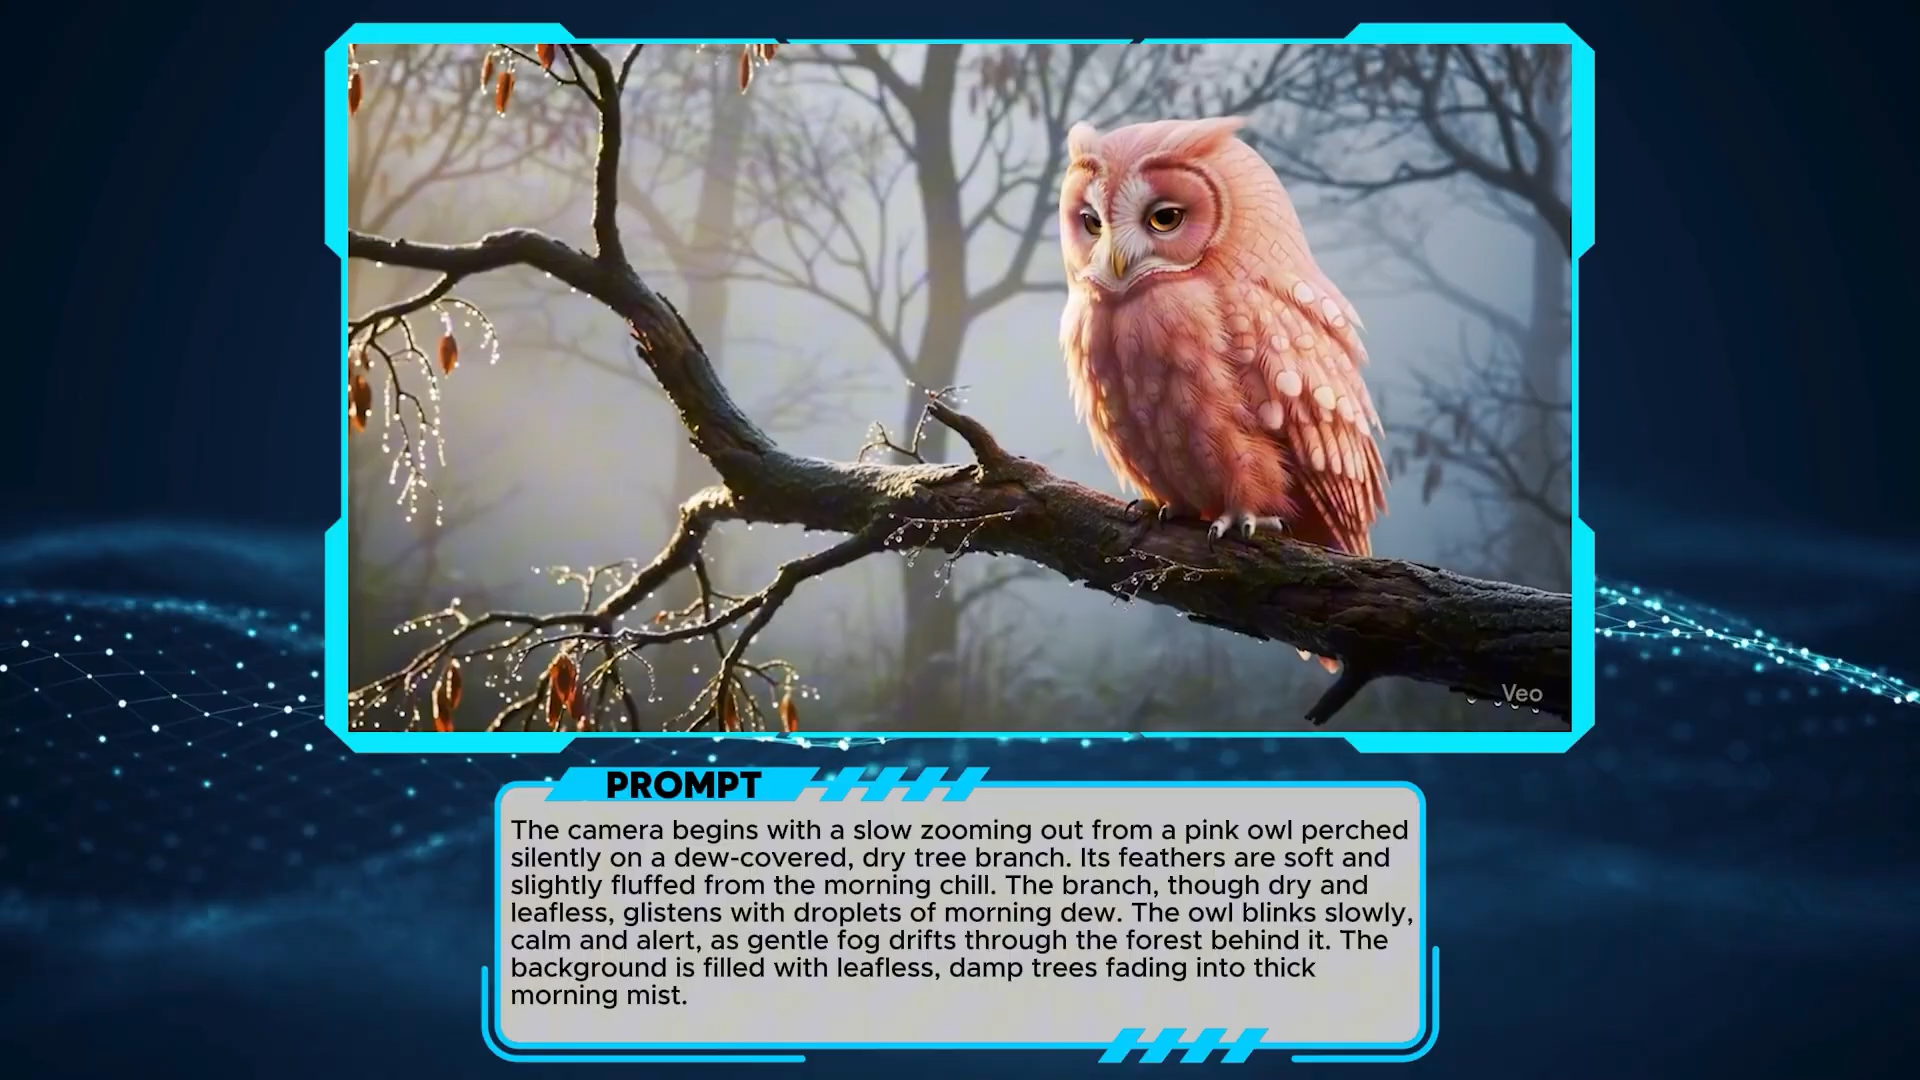 Veo
PROMPT
The camera begins with a slow zooming out from a pink owl perched
silently on a dew-covered, dry tree branch. Its feathers are soft and
slightly fluffed from the morning chill. The branch, though dry and
leafless, glistens with droplets of morning dew. The owl blinks slowly,
calm and alert, as gentle fog drifts through the forest behind it. The
background is filled with leafless, damp trees fading into thick
morning mist.